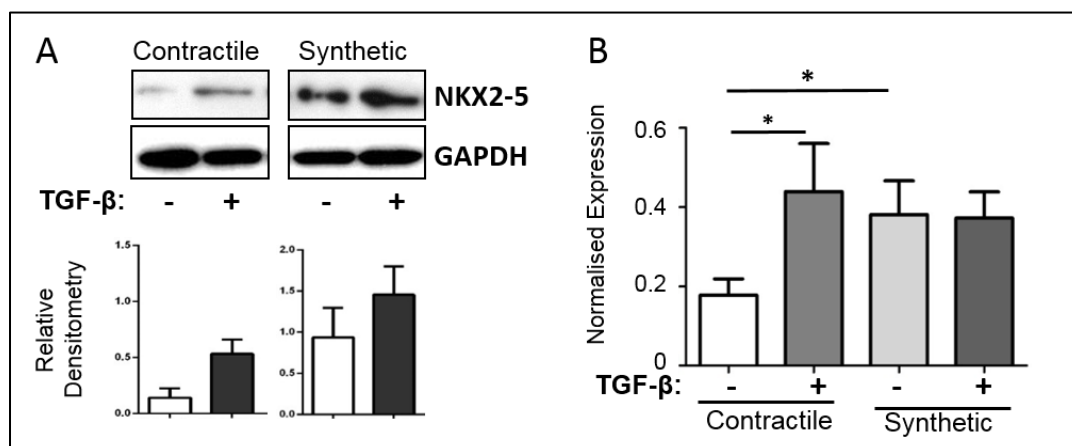 A
Contractile Synthetic
NKX2-5
GAPDH
TGF-β: - + - +
Relative
Densitometry
1.5
1.0
0.5
0.0
2.0
1.5
1.0
0.5
0.0
B
*
*
Normalised Expression
0.6
0.4
0.2
0
TGF-β: - + - +
Contractile Synthetic